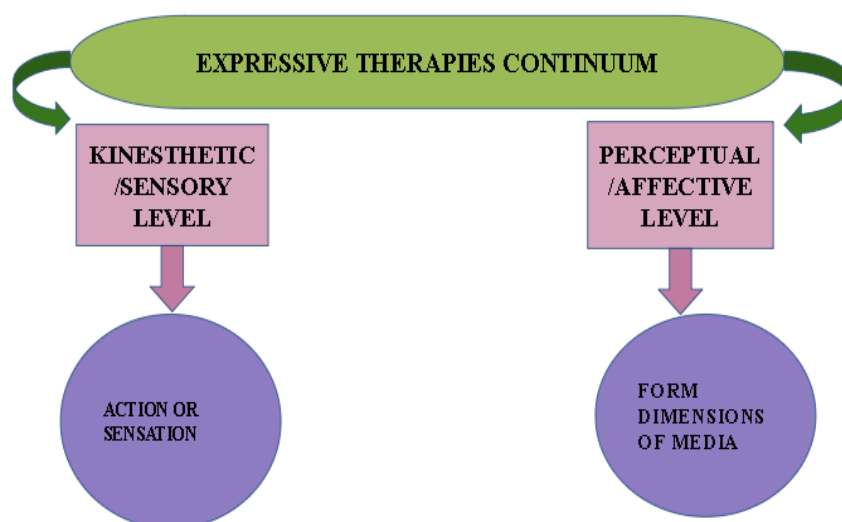 EXPRESSIVE THERAPIES CONTINUUM
KINESTHETIC
/SENSORY
LEVEL
PERCEPTUAL
/AFFECTIVE
LEVEL
ACTION OR
SENSATION
FORM
DIMENSIONS
OF MEDIA